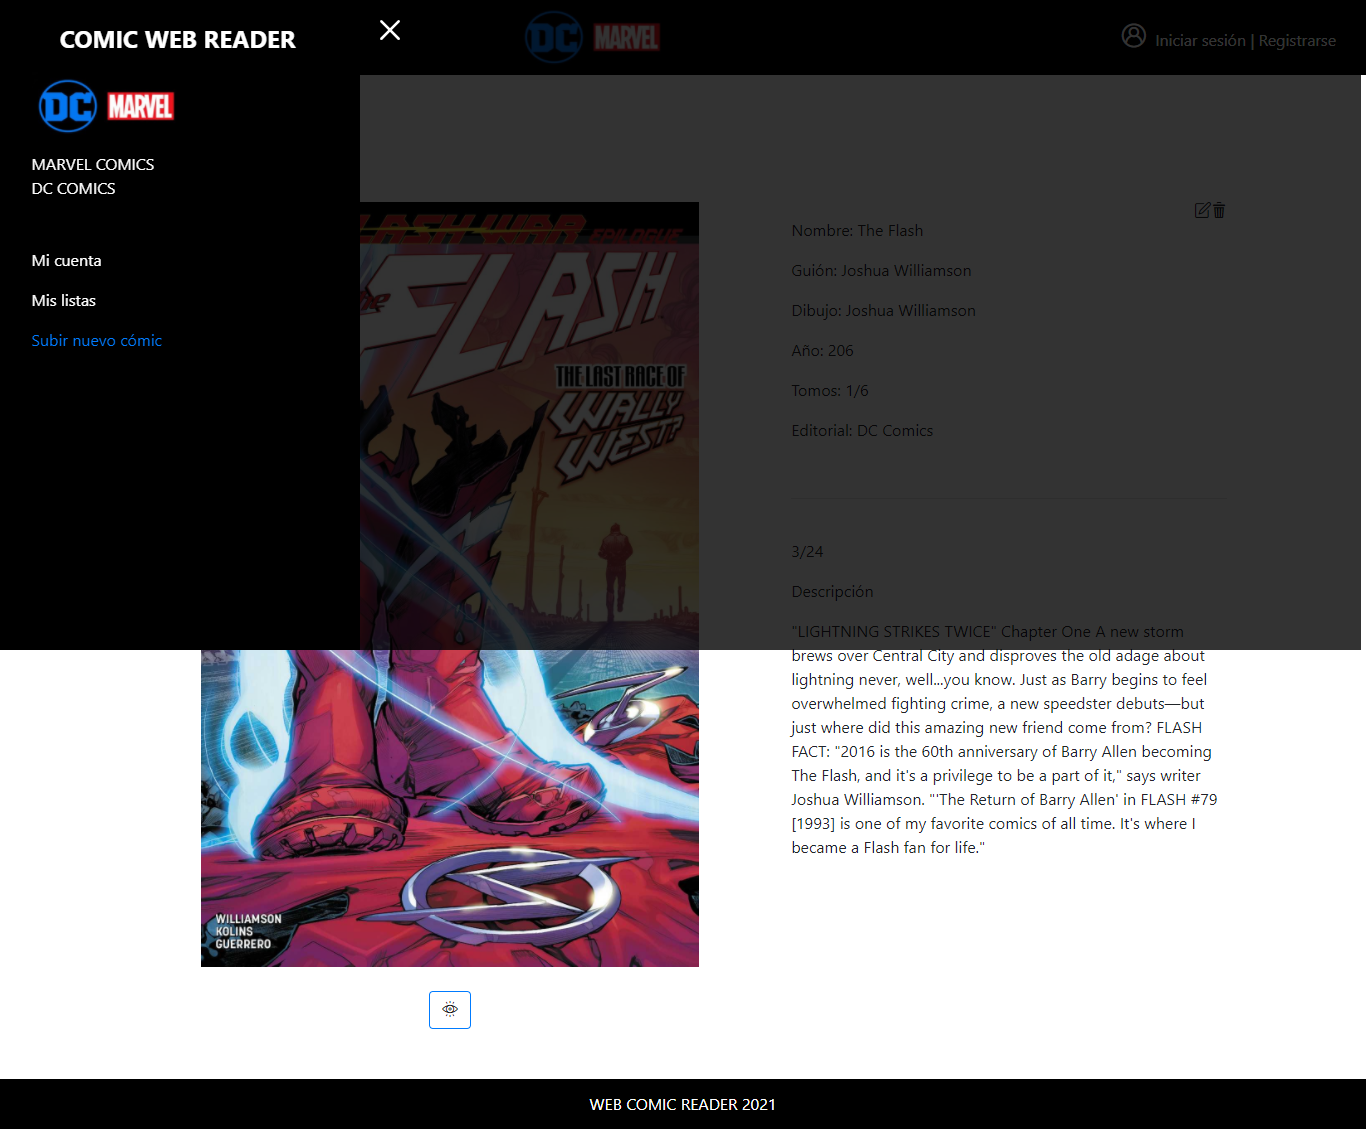 COMIC WEB READER
DC MARVEL
MARVEL COMICS
DC COMICS
Mi cuenta
Mis listas
Subir nuevo cómic
DC MARVEL
Iniciar sesión | Registrarse
FLASH WAR EPILOGUE
the
FLASH
THE LAST RACE OF
WALLY
WEST?
WILLIAMSON
KOLINS
GUERRERO
Nombre: The Flash
Guión: Joshua Williamson
Dibujo: Joshua Williamson
Año: 206
Tomos: 1/6
Editorial: DC Comics
3/24
Descripción
"LIGHTNING STRIKES TWICE" Chapter One A new storm
brews over Central City and disproves the old adage about
lightning never, well...you know. Just as Barry begins to feel
overwhelmed fighting crime, a new speedster debuts—but
just where did this amazing new friend come from? FLASH
FACT: "2016 is the 60th anniversary of Barry Allen becoming
The Flash, and it's a privilege to be a part of it," says writer
Joshua Williamson. "'The Return of Barry Allen' in FLASH #79
[1993] is one of my favorite comics of all time. It's where I
became a Flash fan for life."
WEB COMIC READER 2021